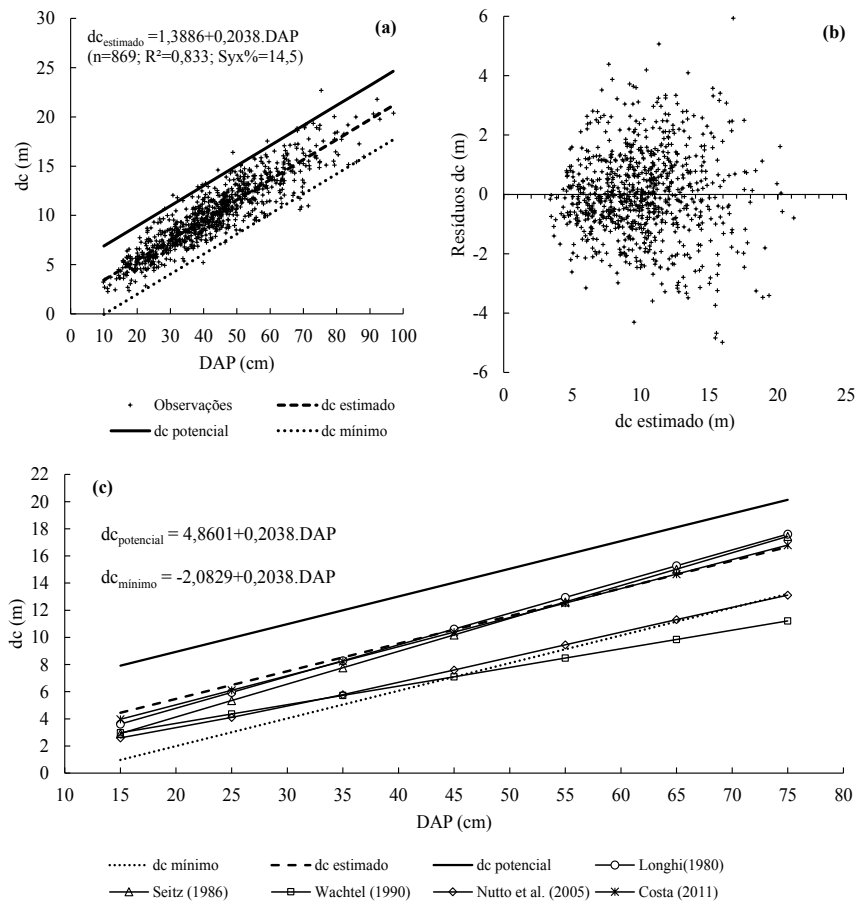 (a)
dc estimado =1,3886+0,2038.DAP
(n=869; R²=0,833; Syx%=14,5)
dc (m)
30
25
20
15
10
5
0
0 10 20 30 40 50 60 70 80 90 100
DAP (cm)
Observações
dc estimado
dc potencial
dc mínimo
(b)
Resíduos dc (m)
6
4
2
0
-2
-4
-6
0 5 10 15 20 25
dc estimado (m)
(c)
dc potencial = 4,8601+0,2038.DAP
dc mínimo = -2,0829+0,2038.DAP
dc (m)
22
20
18
16
14
12
10
8
6
4
2
0
10 15 20 25 30 35 40 45 50 55 60 65 70 75 80
DAP (cm)
dc mínimo
dc estimado
dc potencial
Longhi(1980)
Seitz (1986)
Wachtel (1990)
Nutto et al. (2005)
Costa (2011)